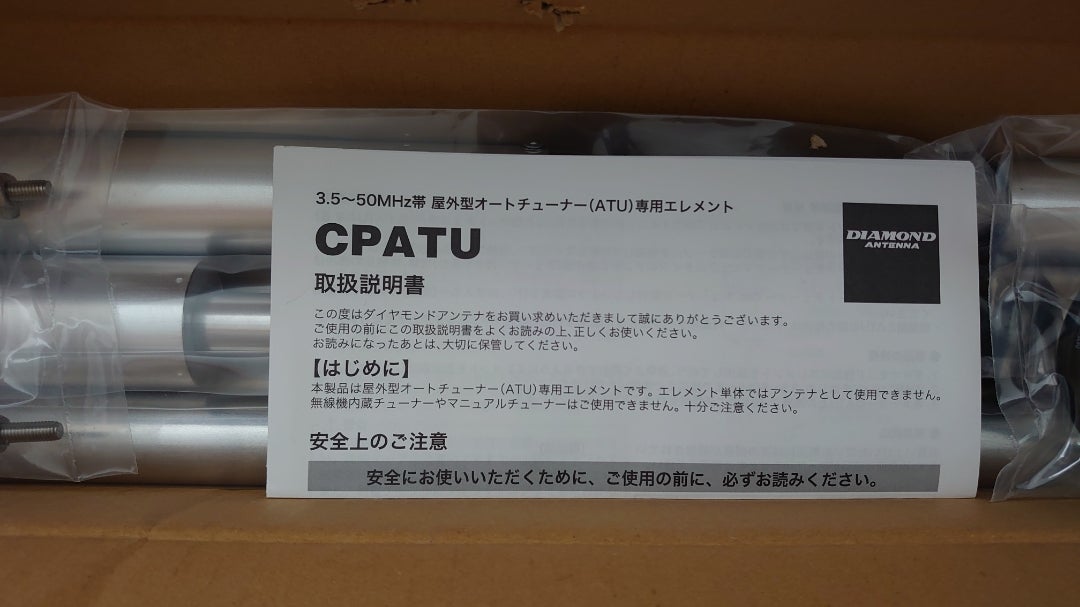 3.5～50MHz帯 屋外型オートチューナー(ATU)専用エレメント
CPATU
DIAMOND
ANTENNA
取扱説明書
この度はダイヤモンドアンテナをお買い求めいただきまして誠にありがとうございます。
ご使用の前にこの取扱説明書をよくお読みの上、正しくお使いください。
お読みになったあとは、大切に保管してください。
【はじめに】
本製品は屋外型オートチューナー(ATU)専用エレメントです。エレメント単体ではアンテナとして使用できません。
無線機内蔵チューナーやマニュアルチューナーはご使用できません。十分ご注意ください。
安全上のご注意
安全にお使いいただくために、ご使用の前に、必ずお読みください。